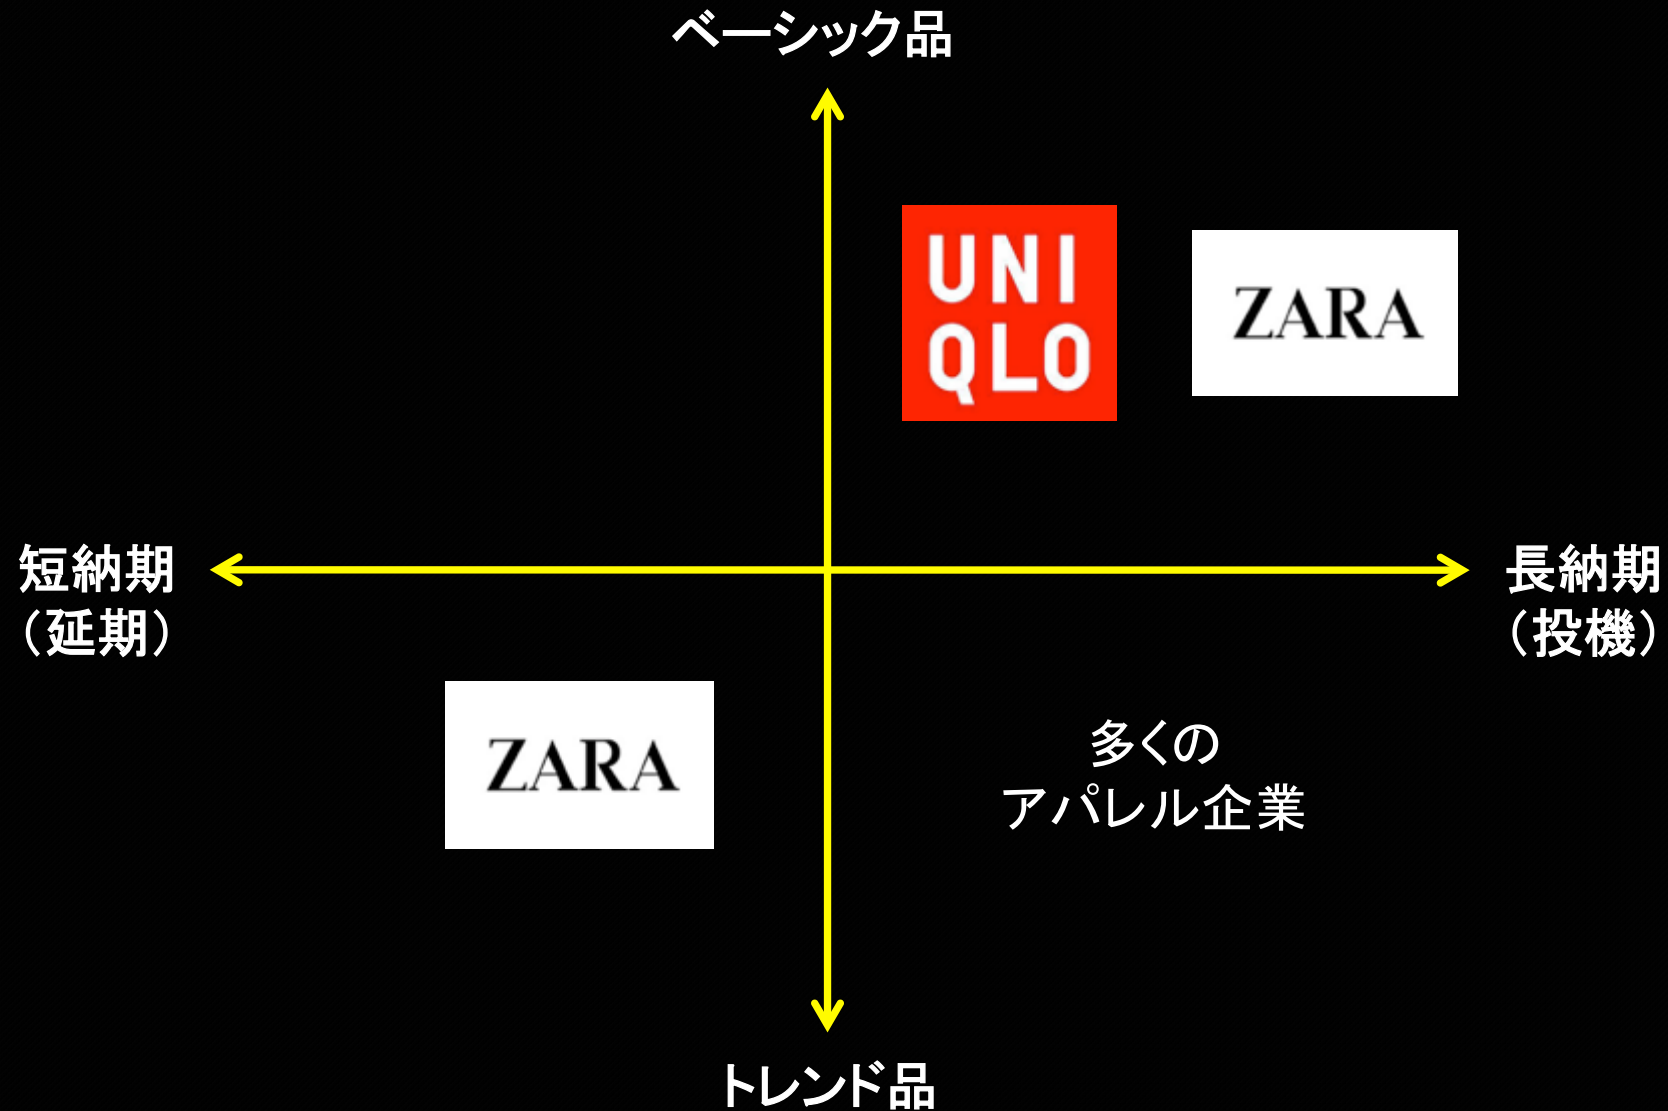 ベーシック品
UNI
QLO
ZARA
短納期
（延期）
長納期
（投機）
ZARA
多くの
アパレル企業
トレンド品